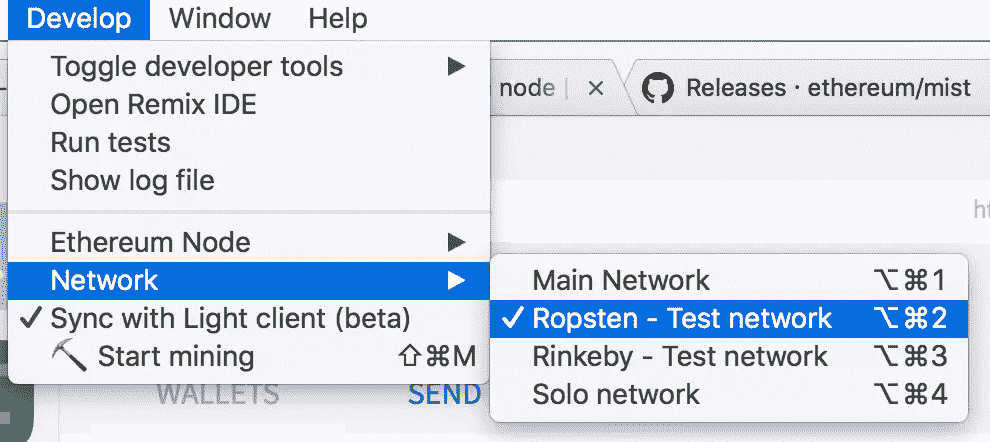 Develop Window Help
Toggle developer tools ▶
node | × Releases · ethereum/mist
Open Remix IDE
Run tests
Show log file
Ethereum Node ▶
Network ▶
✓ Sync with Light client (beta)
Start mining ⇧⌘M
Main Network ⌥⌘1
✓ Ropsten - Test network ⌥⌘2
Rinkeby - Test network ⌥⌘3
Solo network ⌥⌘4
WALLETS SEND